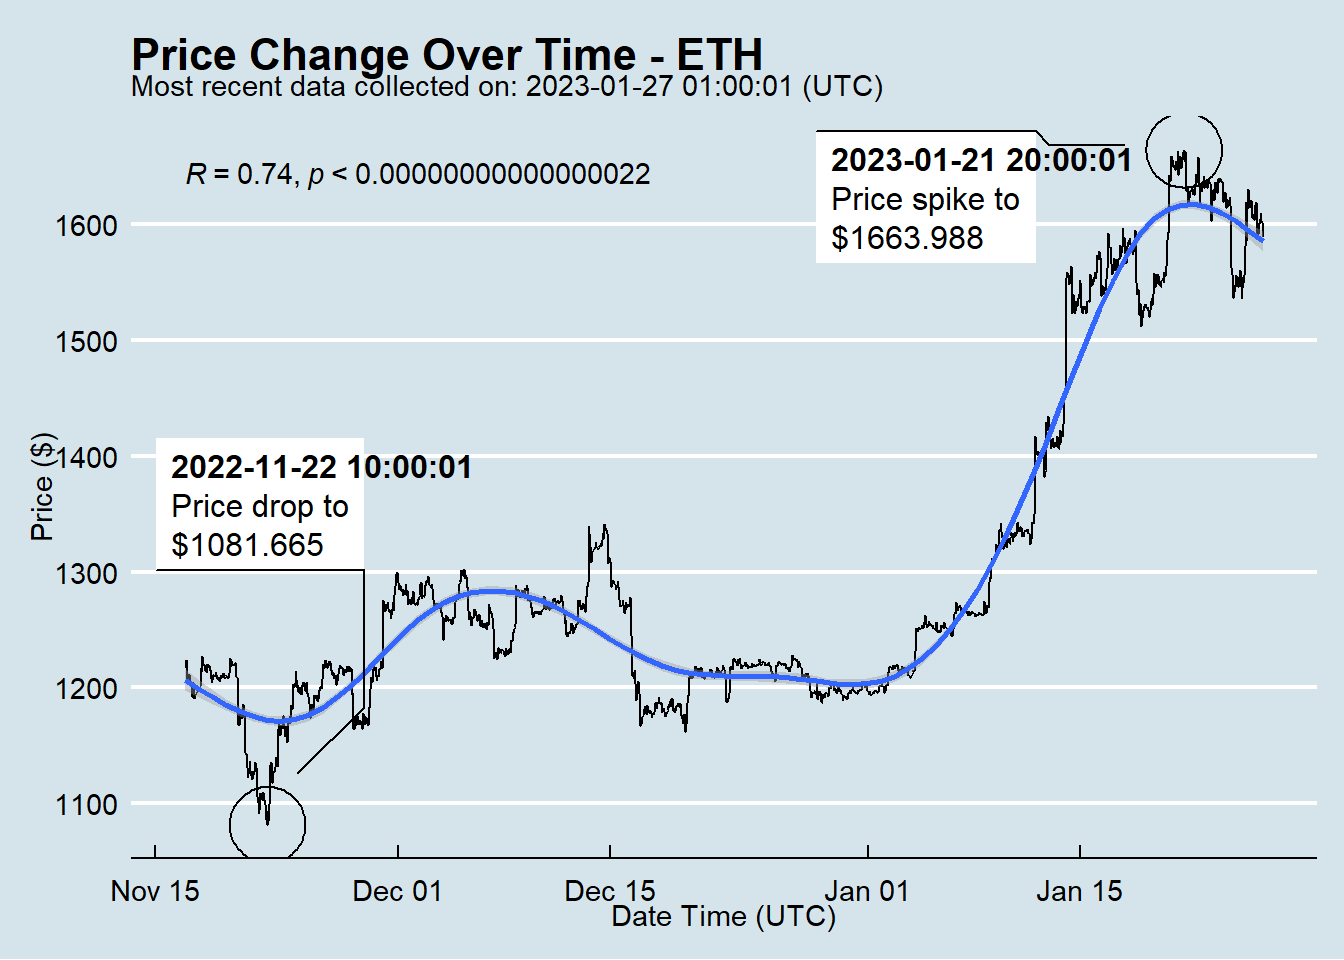 Price Change Over Time - ETH
Most recent data collected on: 2023-01-27 01:00:01 (UTC)
R = 0.74, p < 0.00000000000000022
2023-01-21 20:00:01
Price spike to
$1663.988
1600
1500
1400
1300
1200
1100
Price ($)
2022-11-22 10:00:01
Price drop to
$1081.665
Nov 15
Dec 01
Dec 15
Jan 01
Jan 15
Date Time (UTC)